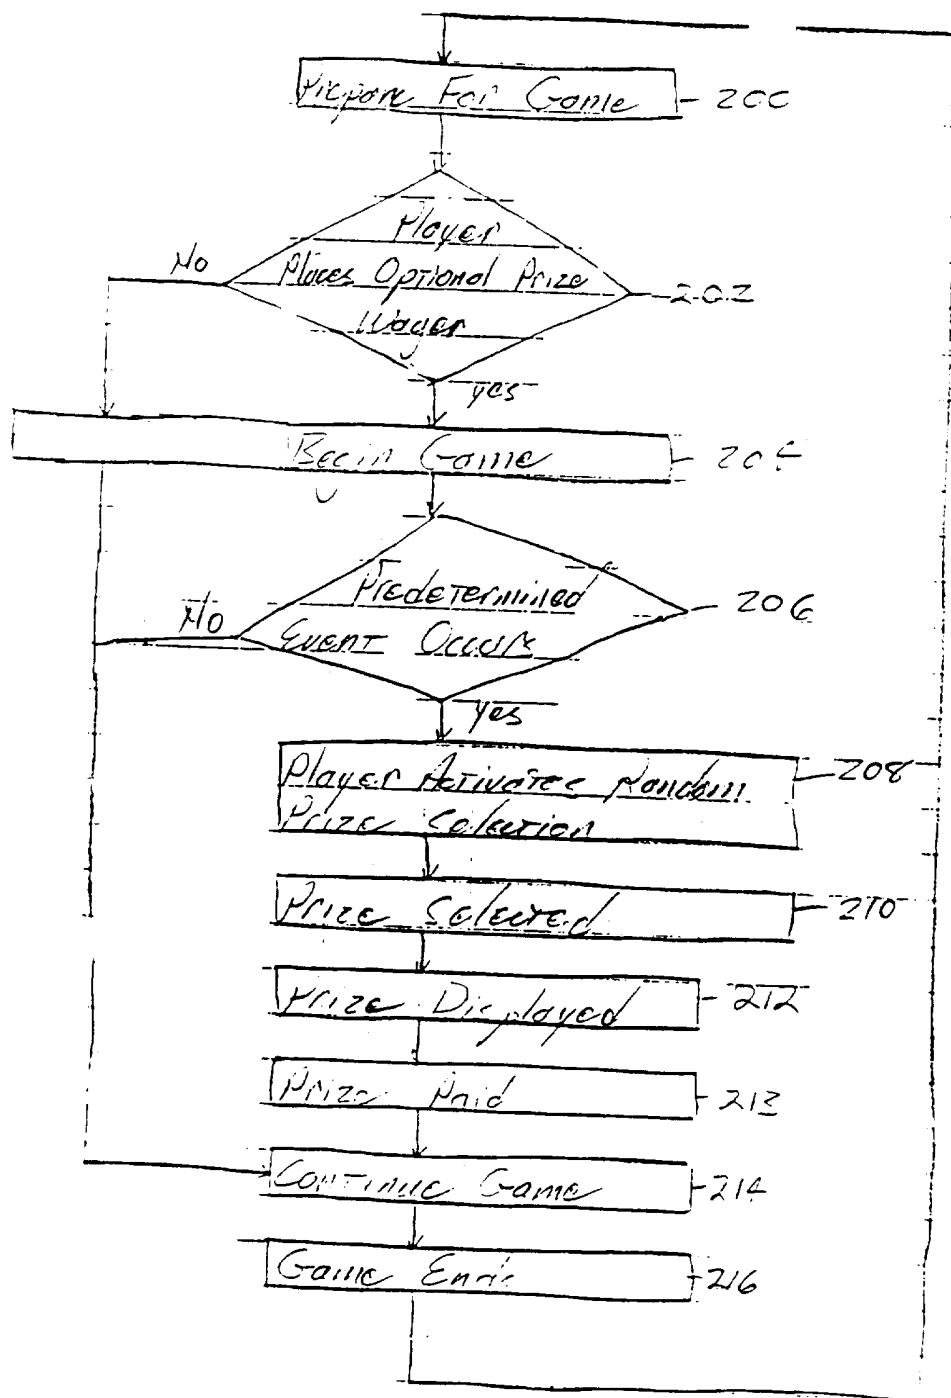 Prepare For Game
200
Player
No
Places Optional Prize
202
Wager
yes
Begin Game
204
Predetermined
206
No
Event Occurs
yes
Player Activates Random
208
Prize Selection
Prize Selected
210
Prize Displayed
212
Prize Paid
213
Continue Game
214
Game Ends
216